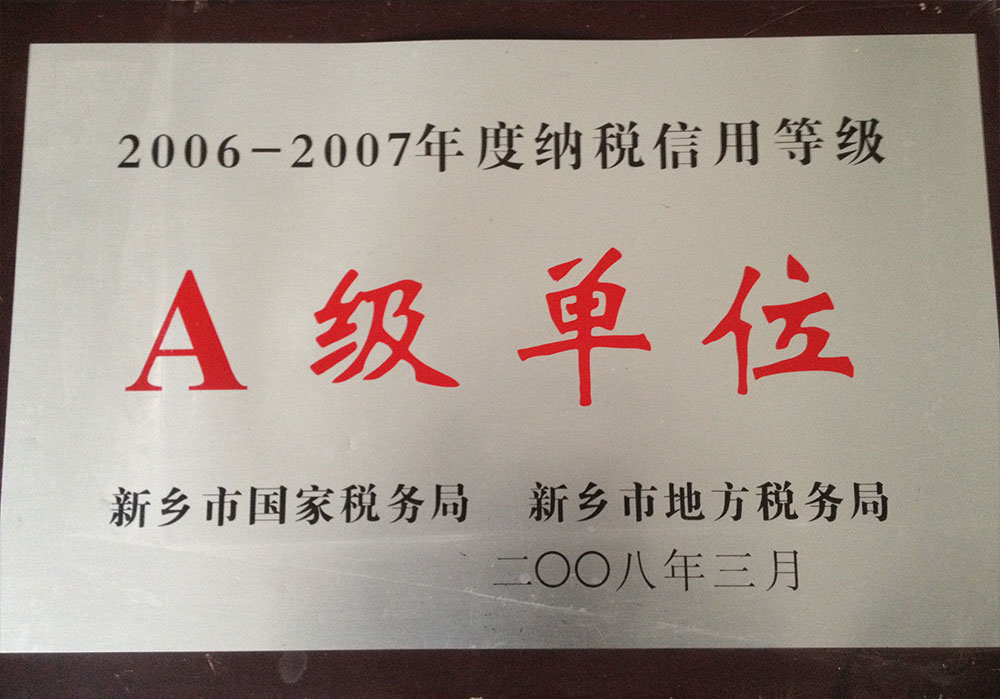 2006-2007年度纳税信用等级
A级单位
新乡市国家税务局 新乡市地方税务局
二〇〇八年三月